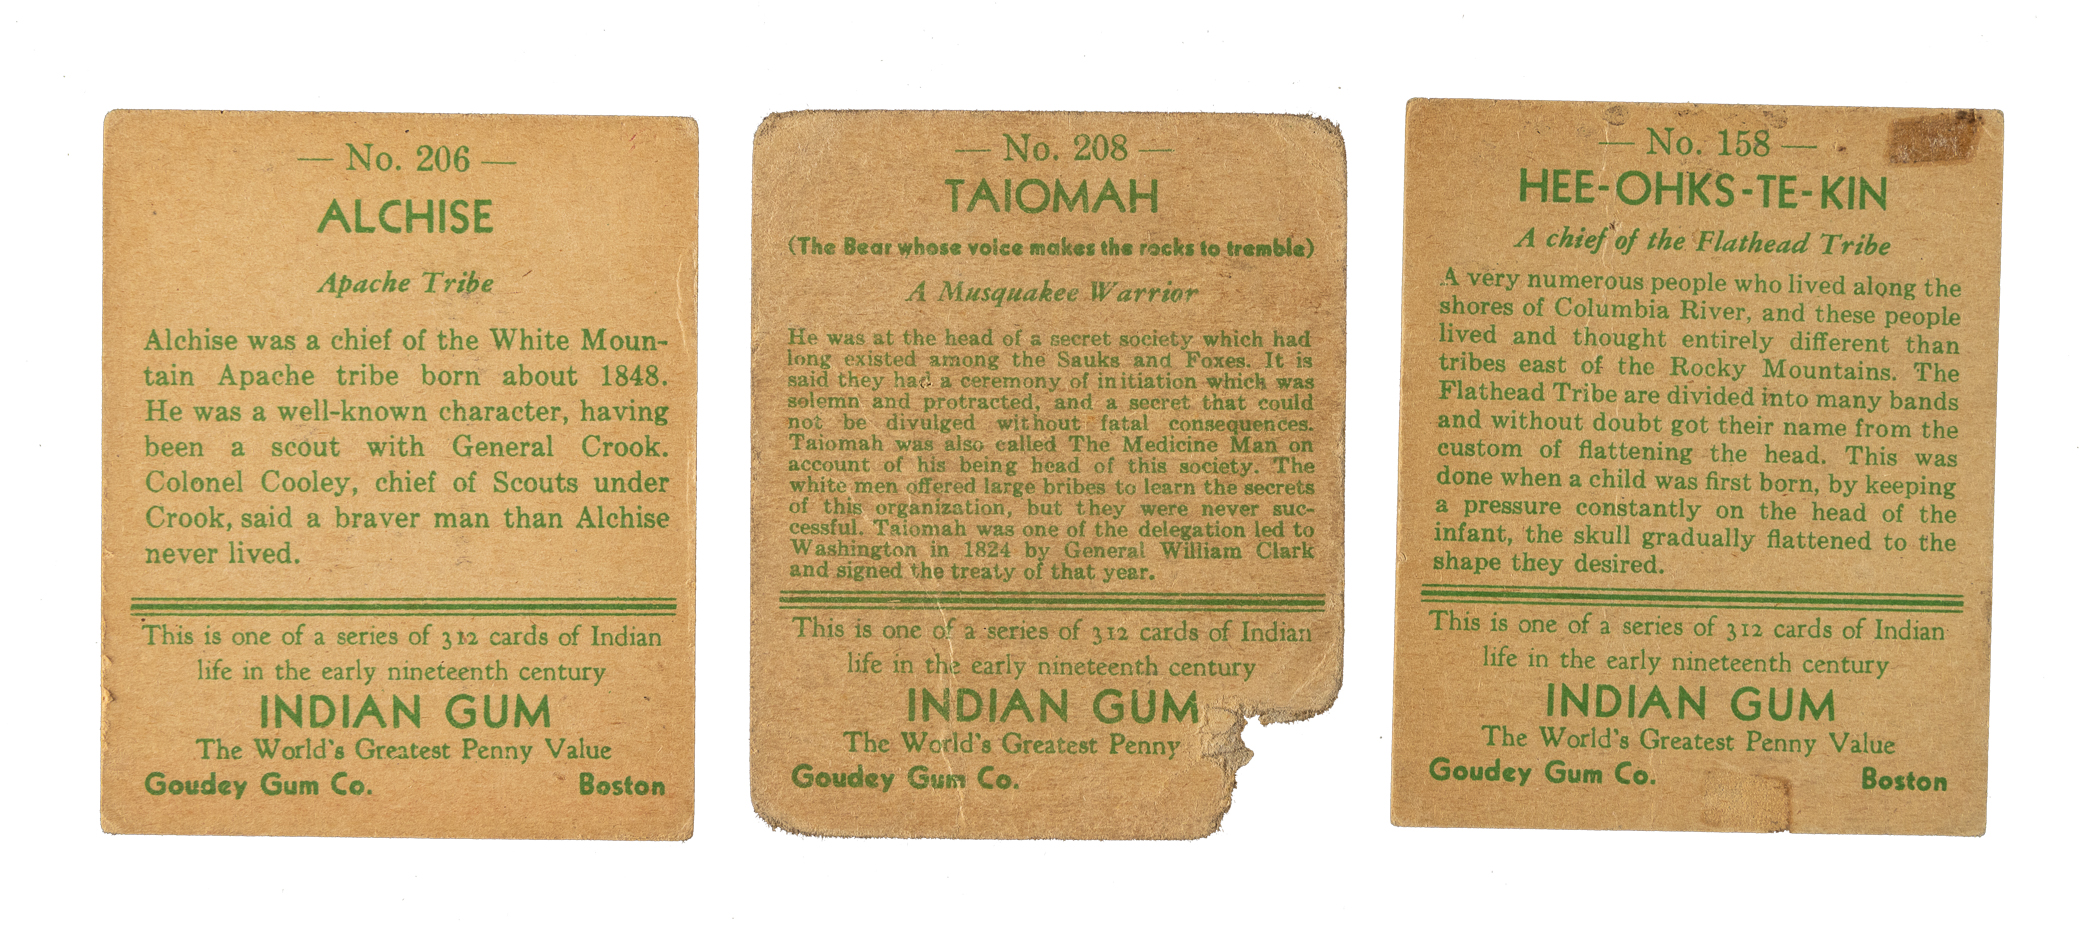 — No. 206 —
ALCHISE
Apache Tribe
Alchise was a chief of the White Moun-
tain Apache tribe born about 1848.
He was a well-known character, having
been a scout with General Crook.
Colonel Cooley, chief of Scouts under
Crook, said a braver man than Alchise
never lived.
This is one of a series of 312 cards of Indian
life in the early nineteenth century
INDIAN GUM
The World's Greatest Penny Value
Goudey Gum Co. Boston
— No. 208 —
TAIOMAH
(The Bear whose voice makes the rocks to tremble)
A Musquakee Warrior
He was at the head of a secret society which had
long existed among the Sauks and Foxes. It is
said they had a ceremony of initiation which was
solemn and protracted, and a secret that could
not be divulged without fatal consequences.
Taiomah was also called The Medicine Man on
account of his being head of this society. The
white men offered large bribes to learn the secrets
of this organization, but they were never suc-
cessful. Taiomah was one of the delegation led to
Washington in 1824 by General William Clark
and signed the treaty of that year.
This is one of a series of 312 cards of Indian
life in the early nineteenth century
INDIAN GUM
The World's Greatest Penny
Goudey Gum Co.
— No. 158 —
HEE-OHKS-TE-KIN
A chief of the Flathead Tribe
A very numerous people who lived along the
shores of Columbia River, and these people
lived and thought entirely different than
tribes east of the Rocky Mountains. The
Flathead Tribe are divided into many bands
and without doubt got their name from the
custom of flattening the head. This was
done when a child was first born, by keeping
a pressure constantly on the head of the
infant, the skull gradually flattened to the
shape they desired.
This is one of a series of 312 cards of Indian
life in the early nineteenth century
INDIAN GUM
The World's Greatest Penny Value
Goudey Gum Co. Boston